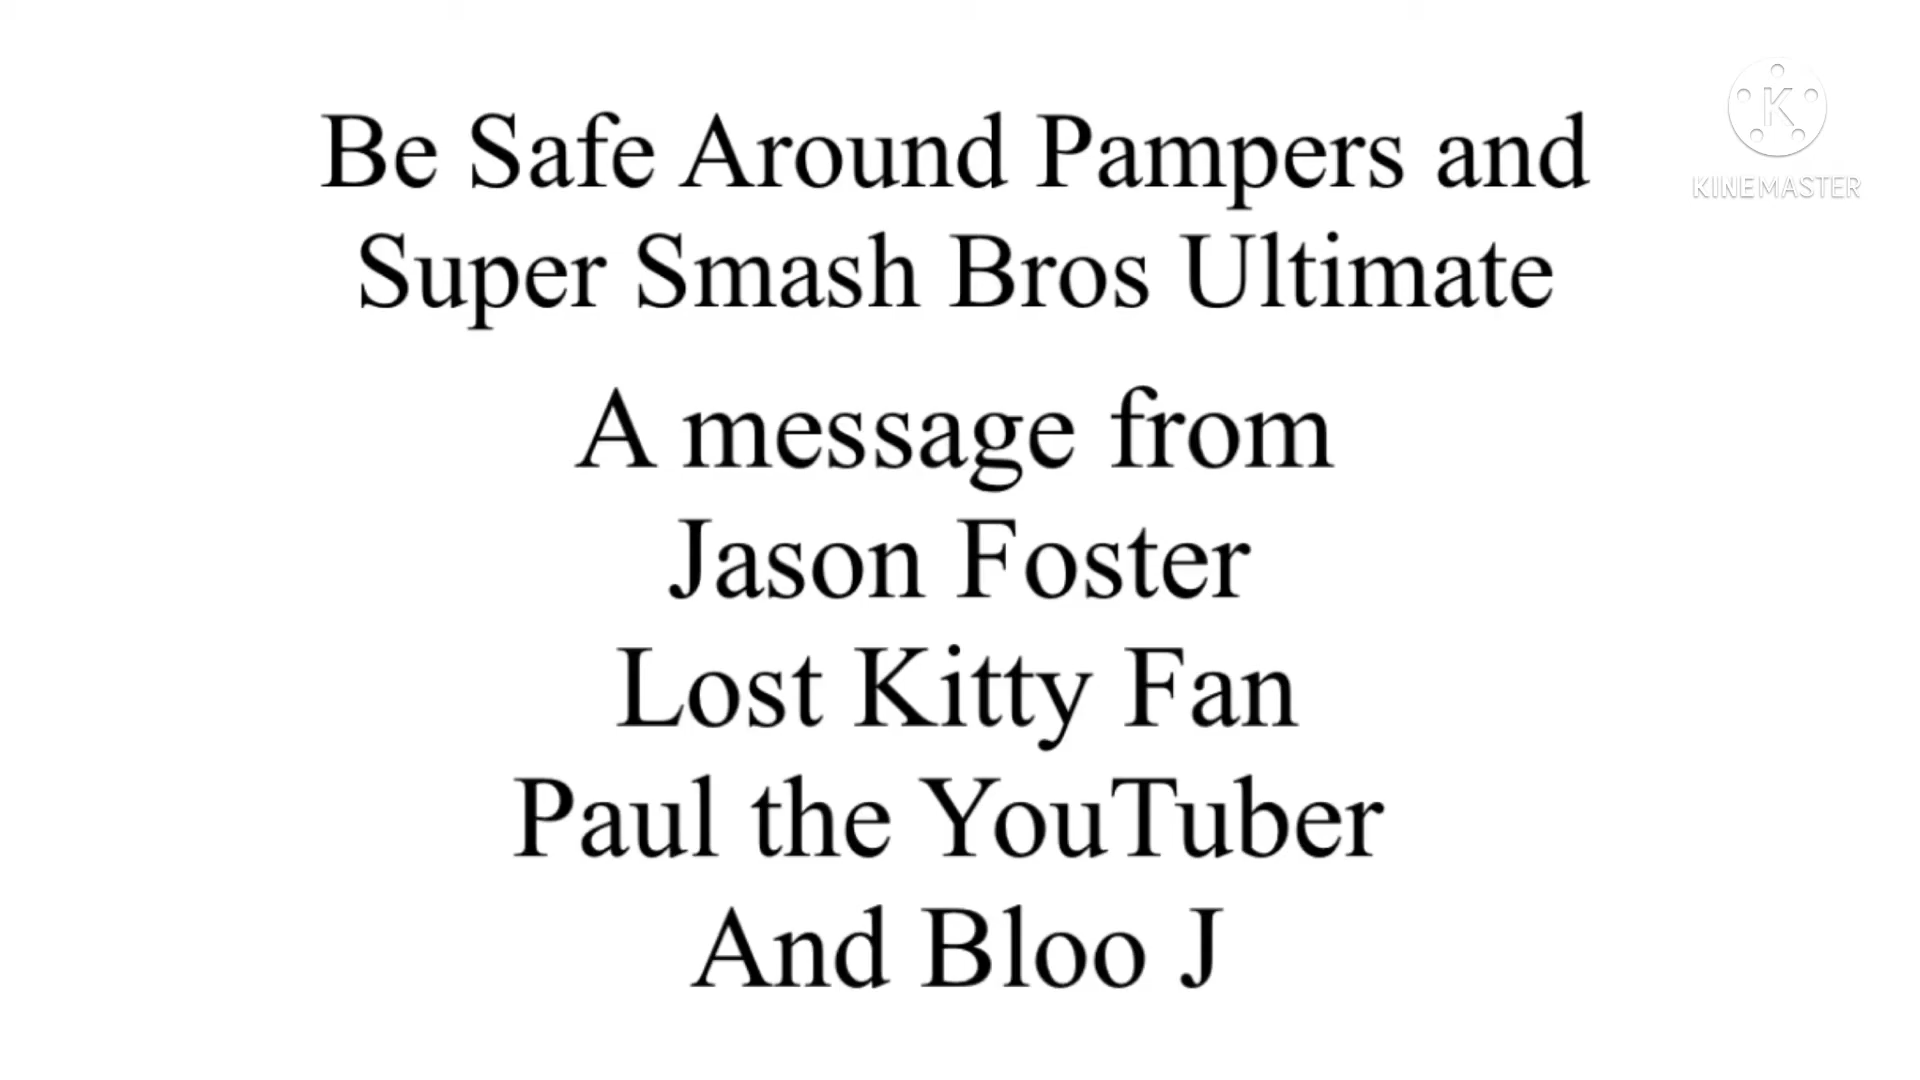 Be Safe Around Pampers and
Super Smash Bros Ultimate
A message from
Jason Foster
Lost Kitty Fan
Paul the YouTuber
And Bloo J
K
KINEMASTER